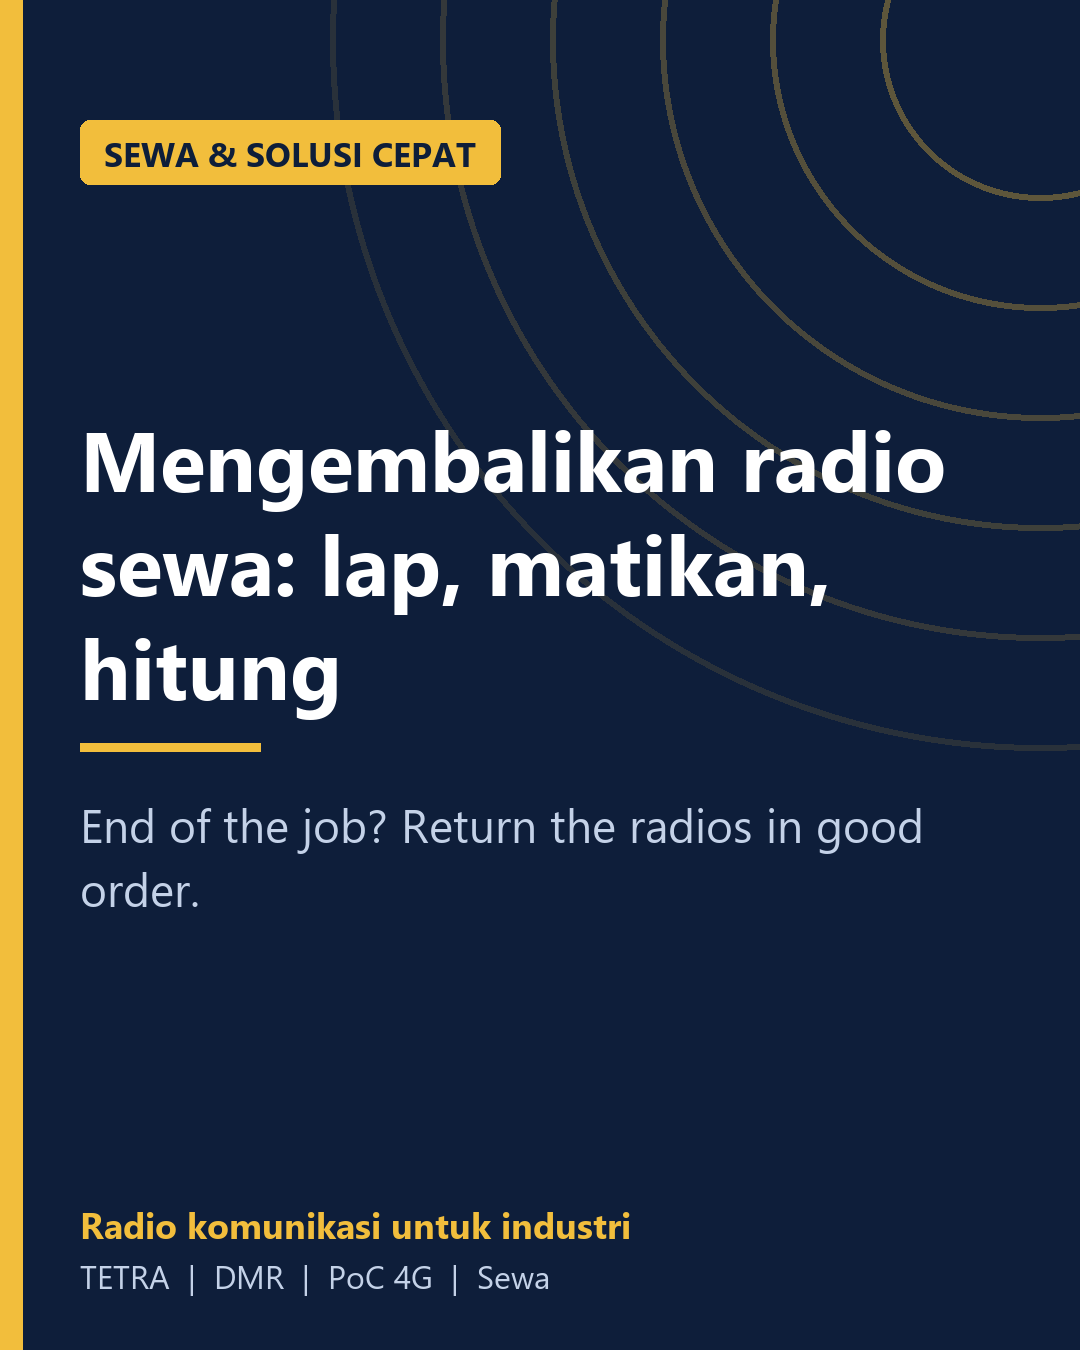 SEWA & SOLUSI CEPAT
Mengembalikan radio
sewa: lap, matikan,
hitung
End of the job? Return the radios in good
order.
Radio komunikasi untuk industri
TETRA | DMR | PoC 4G | Sewa